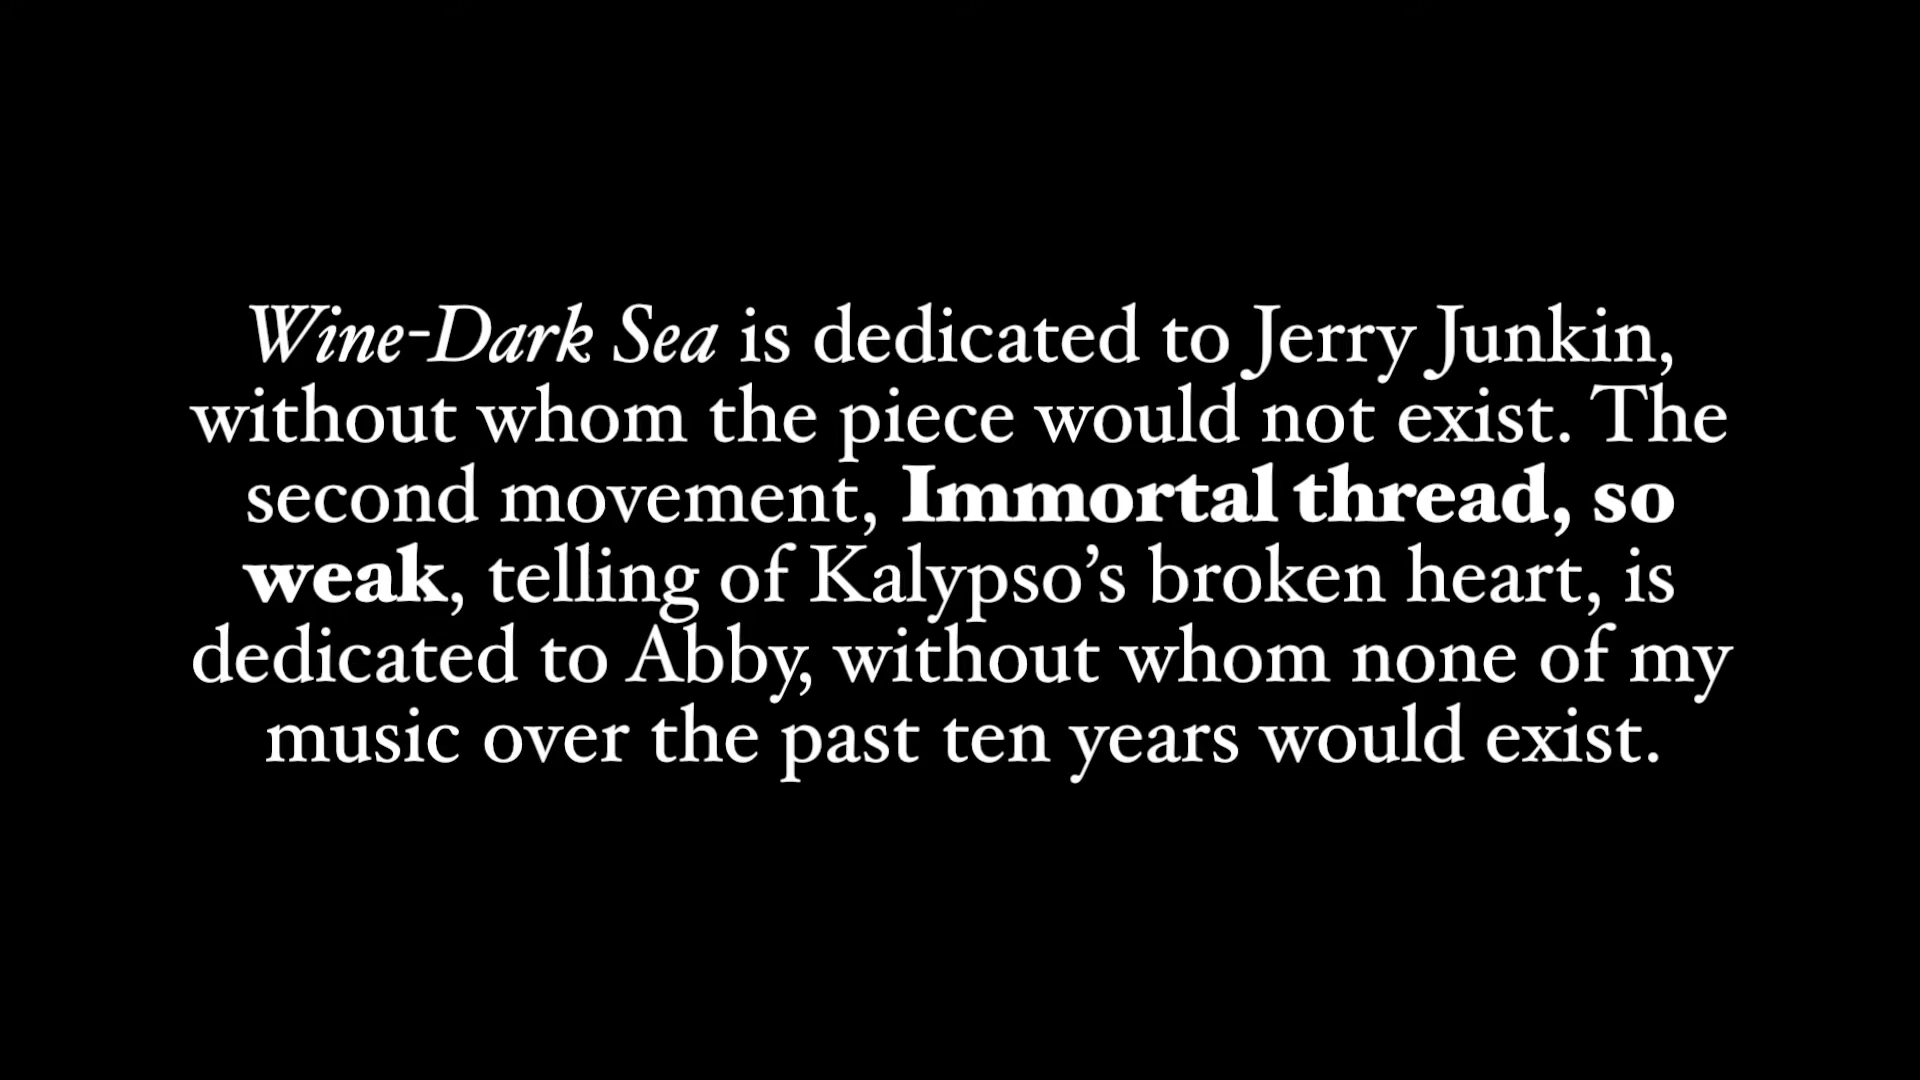 Wine-Dark Sea is dedicated to Jerry Junkin,
without whom the piece would not exist. The
second movement, Immortal thread, so
weak, telling of Kalypso’s broken heart, is
dedicated to Abby, without whom none of my
music over the past ten years would exist.